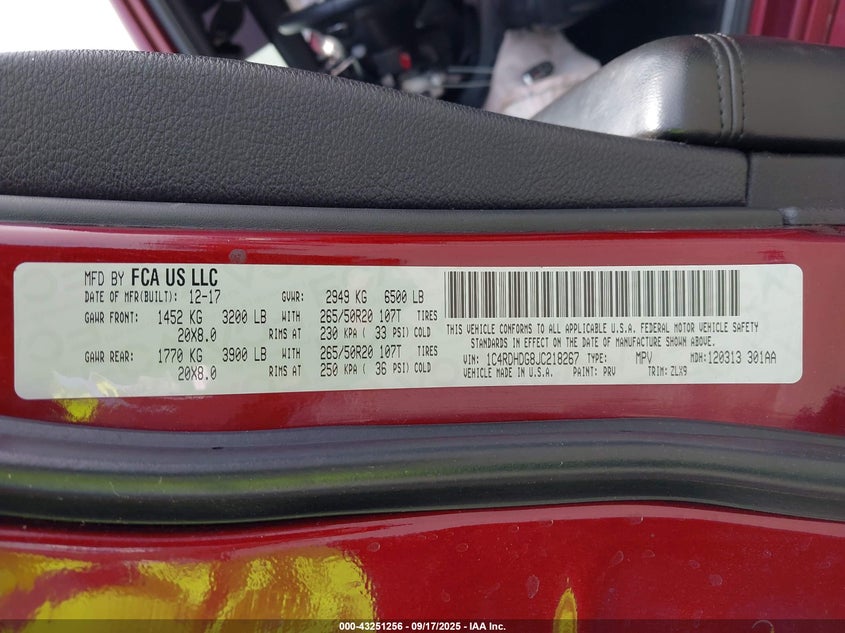 MFD BY FCA US LLC
DATE OF MFR(BUILT): 12-17 GVWR: 2949 KG 6500 LB
GAWR FRONT: 1452 KG 3200 LB WITH 265/50R20 107T TIRES
20X8.0 RIMS AT 230 KPA ( 33 PSI) COLD
GAWR REAR: 1770 KG 3900 LB WITH 265/50R20 107T TIRES
20X8.0 RIMS AT 250 KPA ( 36 PSI) COLD
THIS VEHICLE CONFORMS TO ALL APPLICABLE U.S.A. FEDERAL MOTOR VEHICLE SAFETY
STANDARDS IN EFFECT ON THE DATE OF MANUFACTURE SHOWN ABOVE.
VIN: 1C4RDHDG8JC218267 TYPE: MPV MDH: 120313 301AA
VEHICLE MADE IN U.S.A. PAINT: PRV TRIM: ZLX9
000-43251256 - 09/17/2025 - IAA Inc.